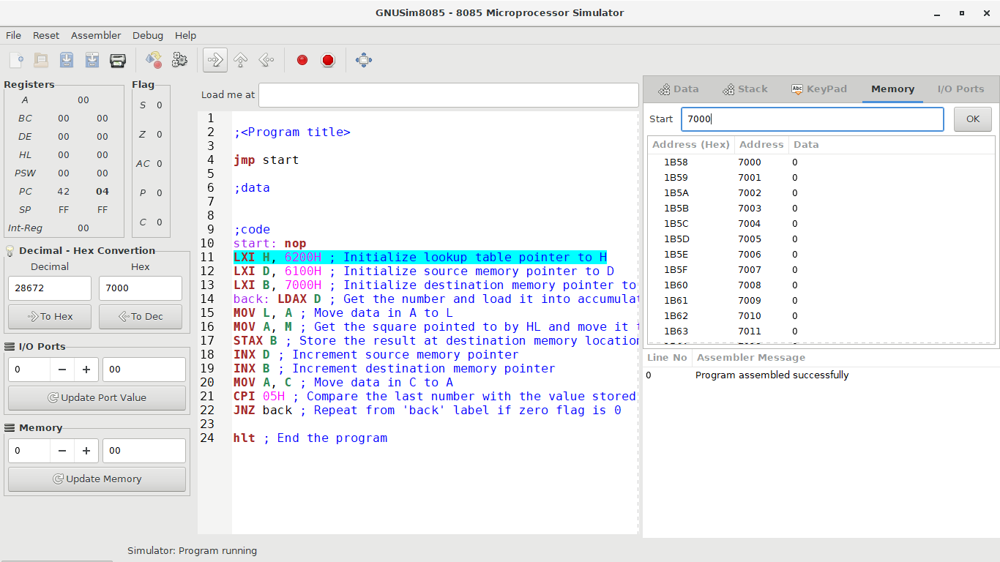 GNUSim8085 - 8085 Microprocessor Simulator
File Reset Assembler Debug Help
Registers
A 00
BC 00 00
DE 00 00
HL 00 00
PSW 00 00
PC 42 04
SP FF FF
Int-Reg 00
Flag
S 0
Z 0
AC 0
P 0
C 0
Decimal - Hex Convertion
Decimal Hex
28672 7000
To Hex To Dec
I/O Ports
0 − + 00
Update Port Value
Memory
0 − + 00
Update Memory
Load me at
1
2 ;<Program title>
3
4 jmp start
5
6 ;data
7
8
9 ;code
10 start: nop
11 LXI H, 6200H ; Initialize lookup table pointer to H
12 LXI D, 6100H ; Initialize source memory pointer to D
13 LXI B, 7000H ; Initialize destination memory pointer to
14 back: LDAX D ; Get the number and load it into accumulat
15 MOV L, A ; Move data in A to L
16 MOV A, M ; Get the square pointed to by HL and move it
17 STAX B ; Store the result at destination memory location
18 INX D ; Increment source memory pointer
19 INX B ; Increment destination memory pointer
20 MOV A, C ; Move data in C to A
21 CPI 05H ; Compare the last number with the value stored
22 JNZ back ; Repeat from 'back' label if zero flag is 0
23
24 hlt ; End the program
Data Stack Abc KeyPad Memory I/O Ports
Start 7000 OK
Address (Hex) Address Data
1B58 7000 0
1B59 7001 0
1B5A 7002 0
1B5B 7003 0
1B5C 7004 0
1B5D 7005 0
1B5E 7006 0
1B5F 7007 0
1B60 7008 0
1B61 7009 0
1B62 7010 0
1B63 7011 0
Line No Assembler Message
0 Program assembled successfully
Simulator: Program running